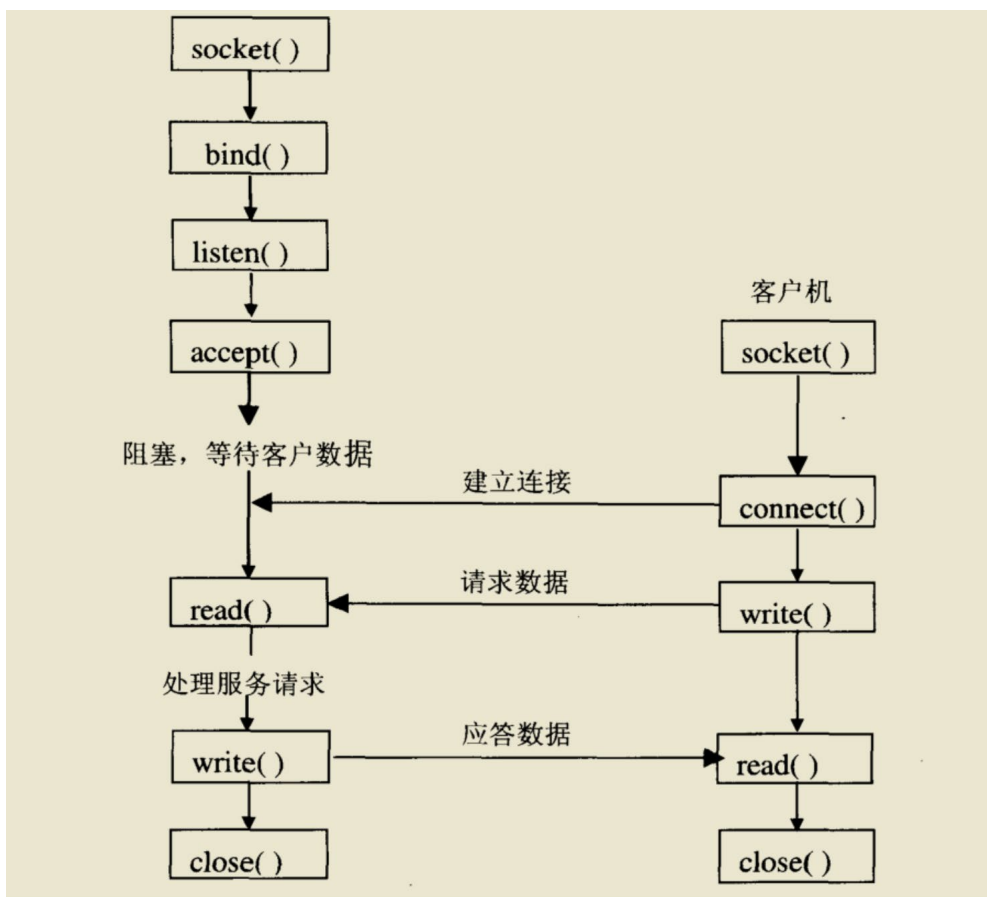 socket( )
bind( )
listen( )
accept( )
客户机
socket( )
阻塞，等待客户数据
建立连接
connect( )
请求数据
read( )
write( )
处理服务请求
应答数据
write( )
read( )
close( )
close( )